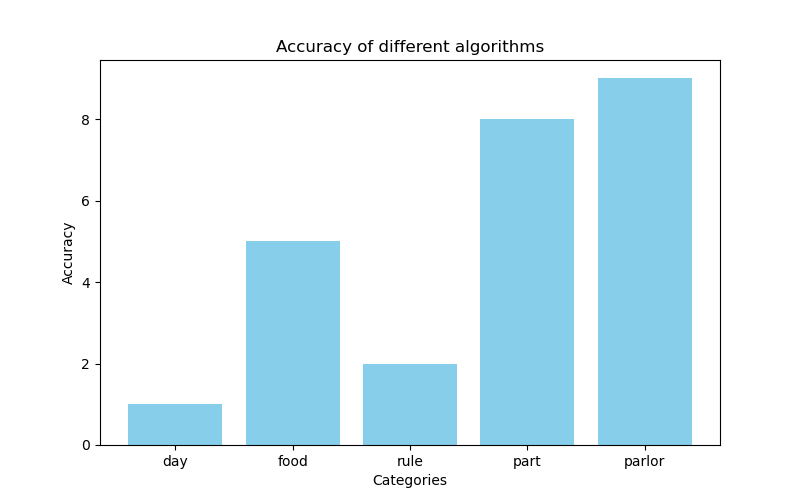 Accuracy of different algorithms
8
6
4
2
0
Accuracy
day food rule part parlor
Categories